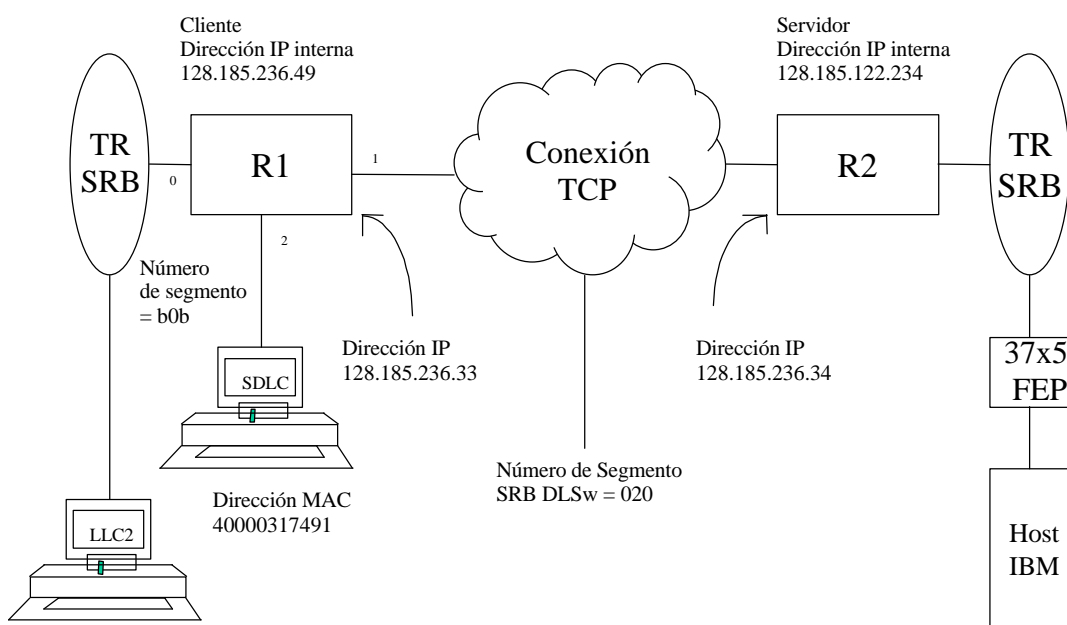 Cliente
Dirección IP interna
128.185.236.49
Servidor
Dirección IP interna
128.185.122.234
TR
SRB
0
R1
1
2
Conexión
TCP
R2
TR
SRB
Número
de segmento
= b0b
Dirección IP
128.185.236.33
Dirección IP
128.185.236.34
37x5
FEP
SDLC
Dirección MAC
40000317491
Número de Segmento
SRB DLSw = 020
LLC2
Host
IBM